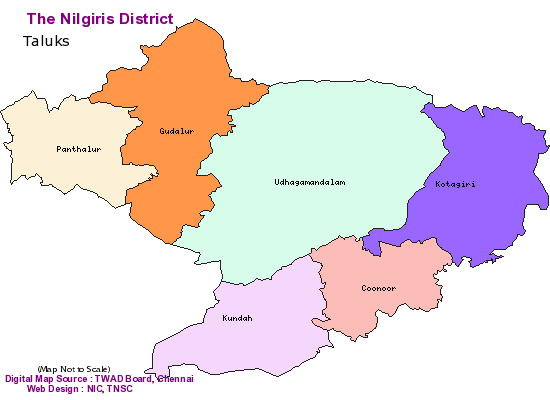 The Nilgiris District
Taluks
Gudalur
Panthalur
Udhagamandalam
Kotagiri
Coonoor
Kundah
(Map Not to Scale)
Digital Map Source : TWAD Board, Chennai
Web Design : NIC, TNSC